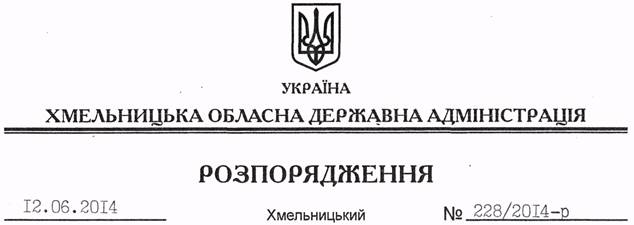 УКРАЇНА
ХМЕЛЬНИЦЬКА ОБЛАСНА ДЕРЖАВНА АДМІНІСТРАЦІЯ
РОЗПОРЯДЖЕННЯ
12.06.2014 Хмельницький № 228/2014-р